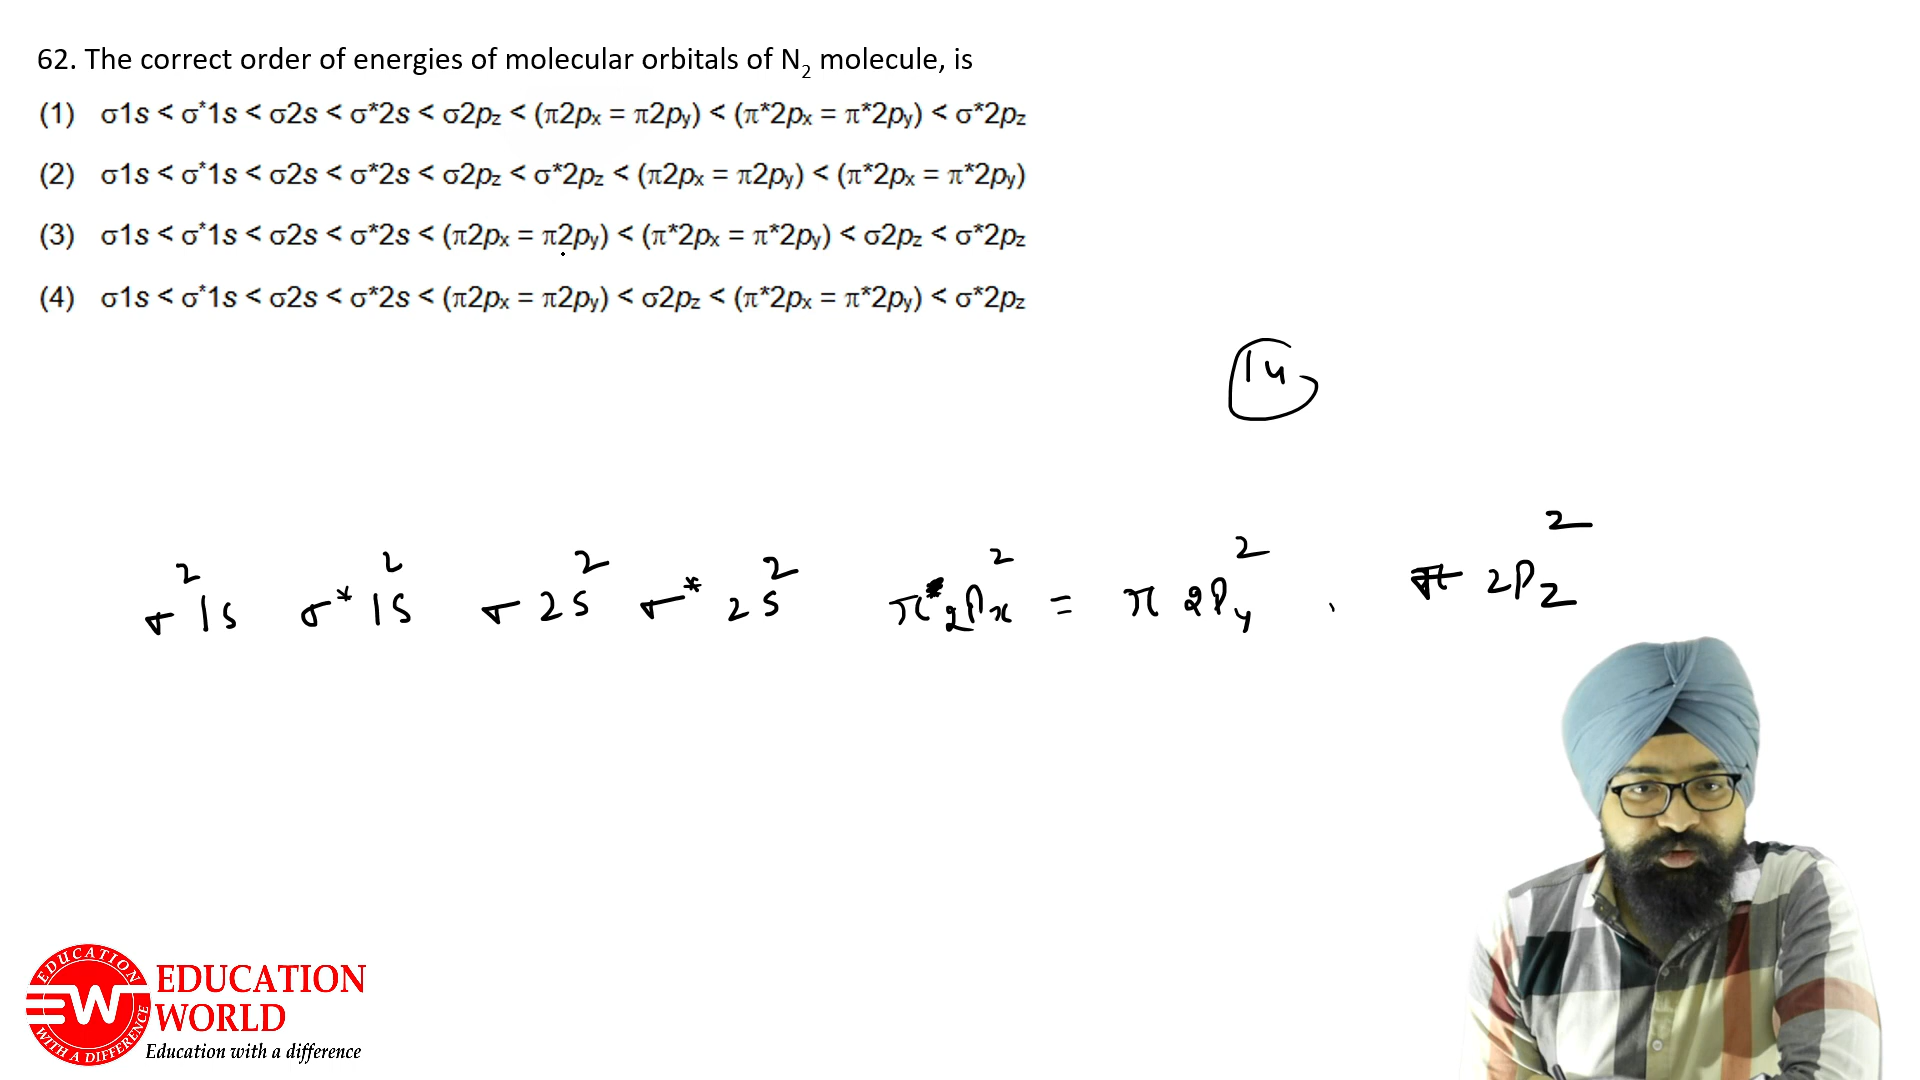 62. The correct order of energies of molecular orbitals of N₂ molecule, is
(1) σ1s < σ*1s < σ2s < σ*2s < σ2pz < (π2px = π2py) < (π*2px = π*2py) < σ*2pz
(2) σ1s < σ*1s < σ2s < σ*2s < σ2pz < σ*2pz < (π2px = π2py) < (π*2px = π*2py)
(3) σ1s < σ*1s < σ2s < σ*2s < (π2px = π2py) < (π*2px = π*2py) < σ2pz < σ*2pz
(4) σ1s < σ*1s < σ2s < σ*2s < (π2px = π2py) < σ2pz < (π*2px = π*2py) < σ*2pz
14
σ1s² σ*1s² σ2s² σ*2s² π2px² = π2py² 2pz²
EDUCATION
WITH A DIFFERENCE
EW
EDUCATION
WORLD
Education with a difference